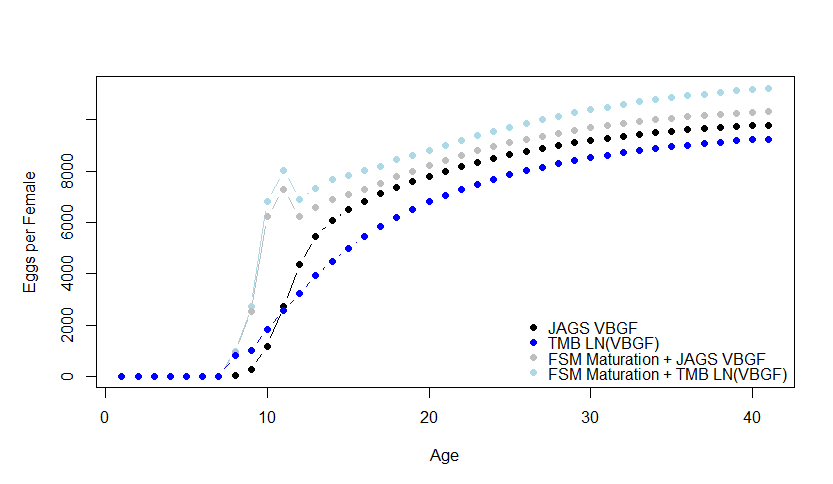 Eggs per Female
8000
6000
4000
2000
0
JAGS VBGF
TMB LN(VBGF)
FSM Maturation + JAGS VBGF
FSM Maturation + TMB LN(VBGF)
0 10 20 30 40
Age